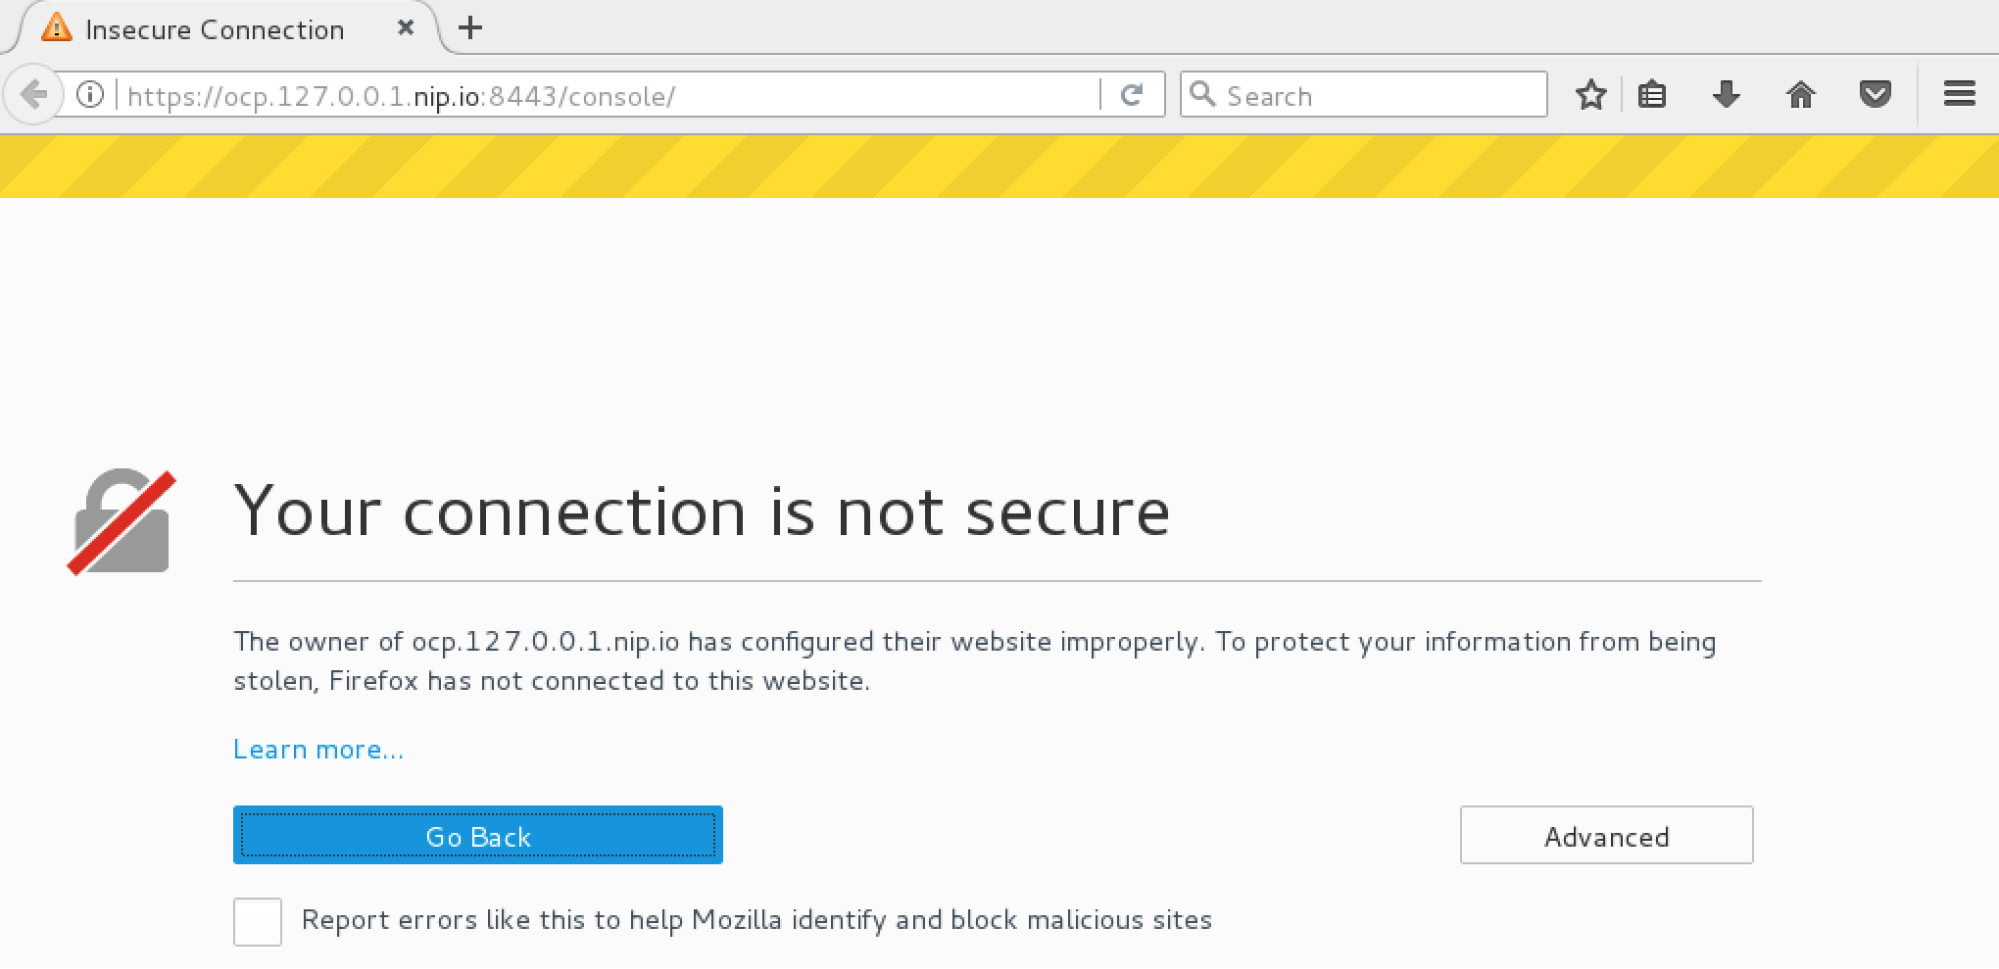 Insecure Connection
https://ocp.127.0.0.1.nip.io:8443/console/
Search
Your connection is not secure
The owner of ocp.127.0.0.1.nip.io has configured their website improperly. To protect your information from being
stolen, Firefox has not connected to this website.
Learn more...
Go Back
Advanced
Report errors like this to help Mozilla identify and block malicious sites